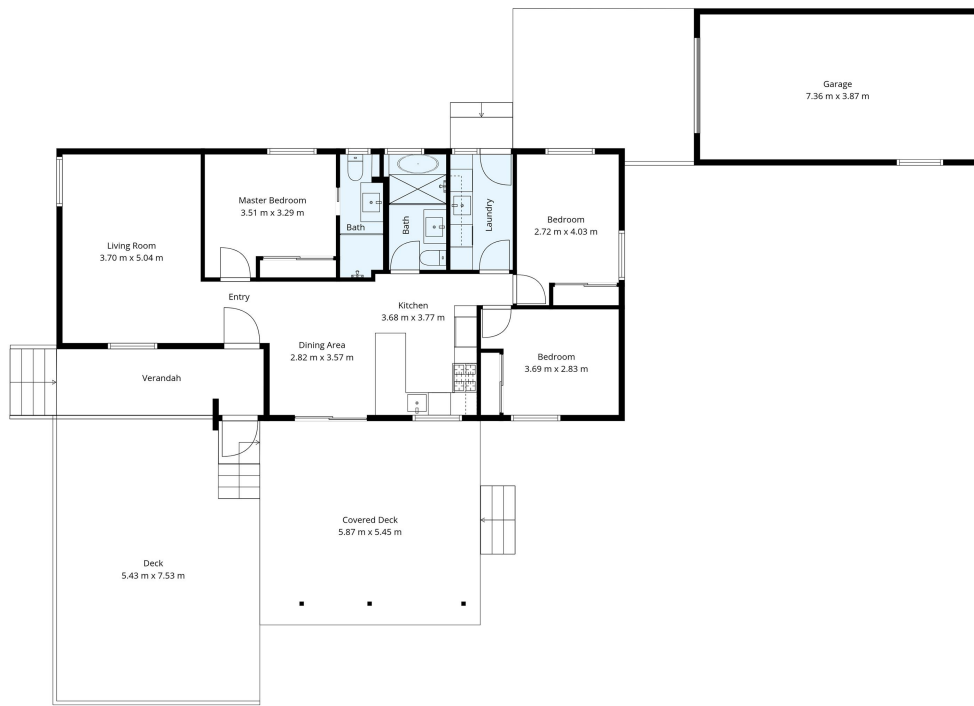 Garage
7.36 m x 3.87 m
Master Bedroom
3.51 m x 3.29 m
Living Room
3.70 m x 5.04 m
Bath
Bath
Laundry
Bedroom
2.72 m x 4.03 m
Entry
Kitchen
3.68 m x 3.77 m
Dining Area
2.82 m x 3.57 m
Bedroom
3.69 m x 2.83 m
Verandah
Covered Deck
5.87 m x 5.45 m
Deck
5.43 m x 7.53 m